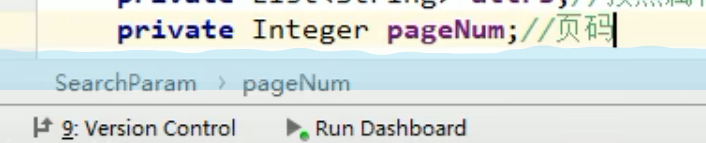 private Integer pageNum;//页码
SearchParam > pageNum
9: Version Control Run Dashboard